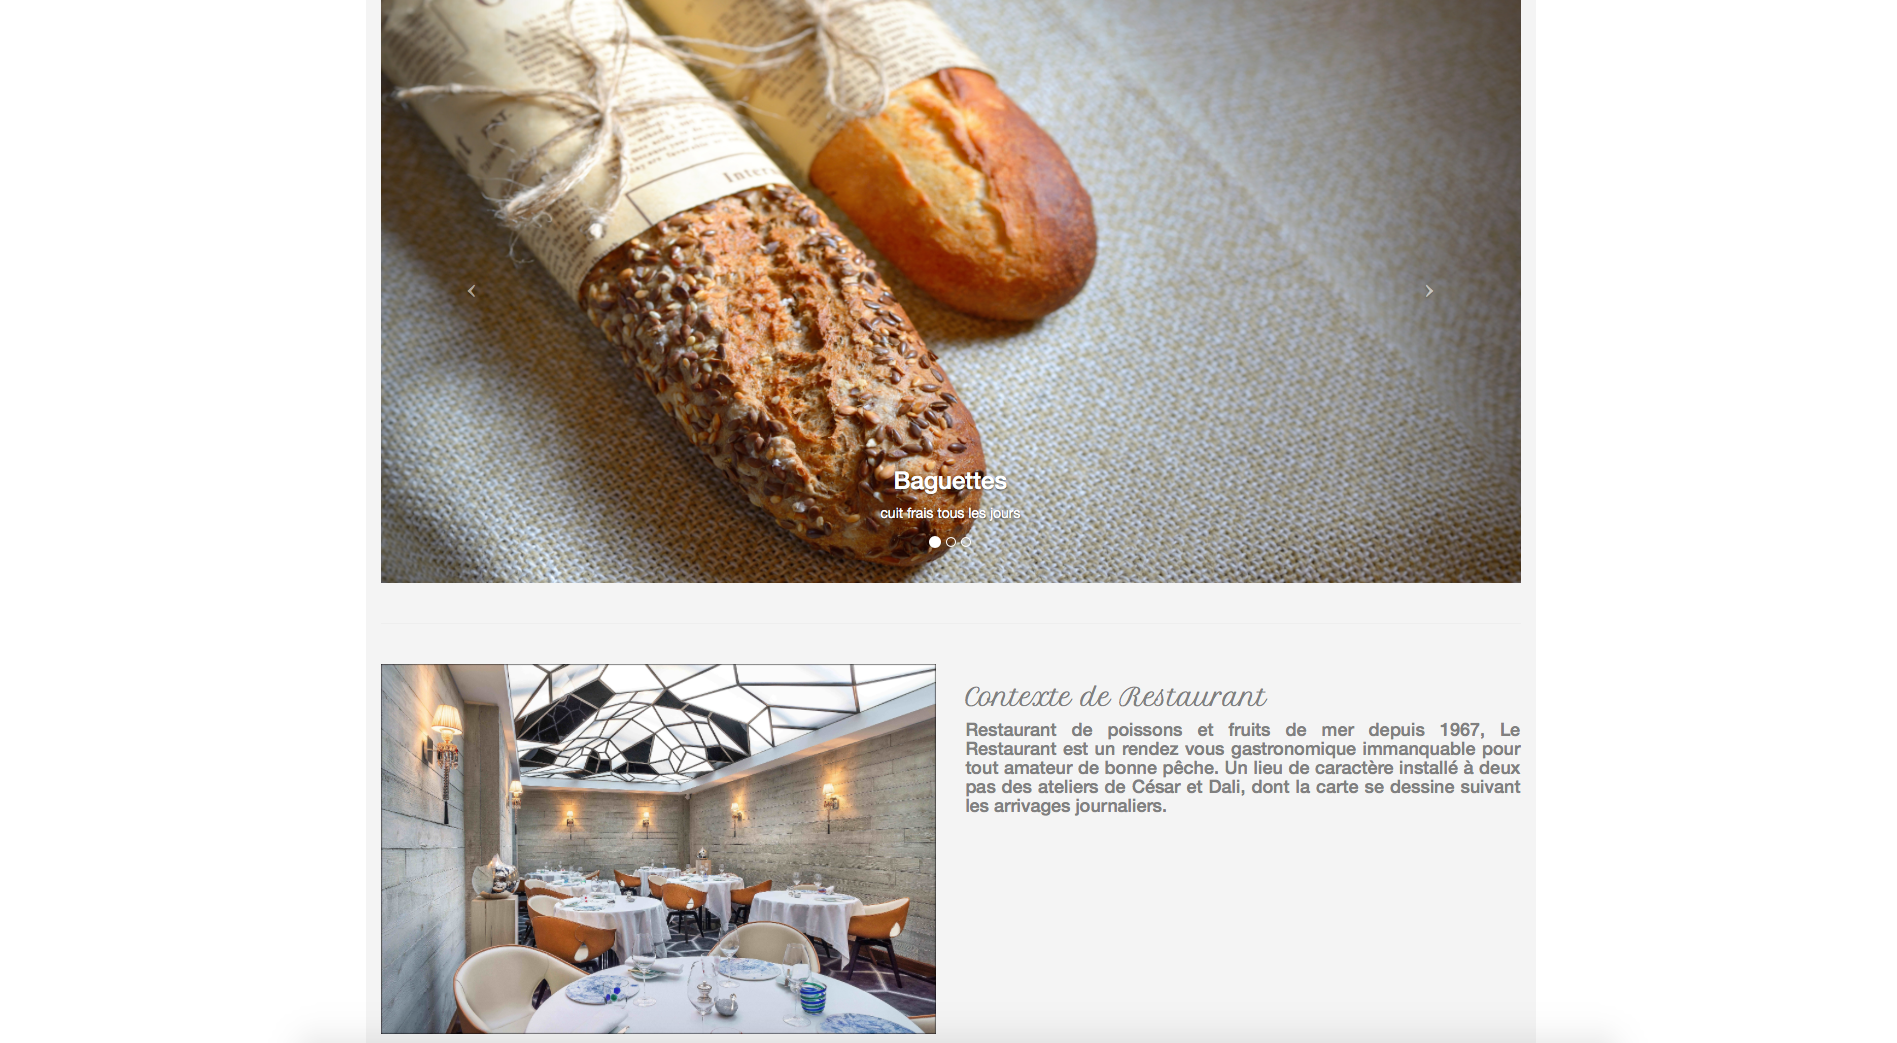 Inter
Baguettes
cuit frais tous les jours
Contexte de Restaurant
Restaurant de poissons et fruits de mer depuis 1967, Le
Restaurant est un rendez vous gastronomique immanquable pour
tout amateur de bonne pêche. Un lieu de caractère installé à deux
pas des ateliers de César et Dali, dont la carte se dessine suivant
les arrivages journaliers.